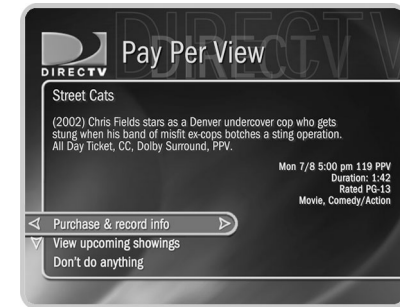 DIRECTV
DIRECTV
Pay Per View
Street Cats
(2002) Chris Fields stars as a Denver undercover cop who gets
stung when his band of misfit ex-cops botches a sting operation.
All Day Ticket, CC, Dolby Surround, PPV.
Mon 7/8 5:00 pm 119 PPV
Duration: 1:42
Rated PG-13
Movie, Comedy/Action
Purchase & record info
View upcoming showings
Don't do anything